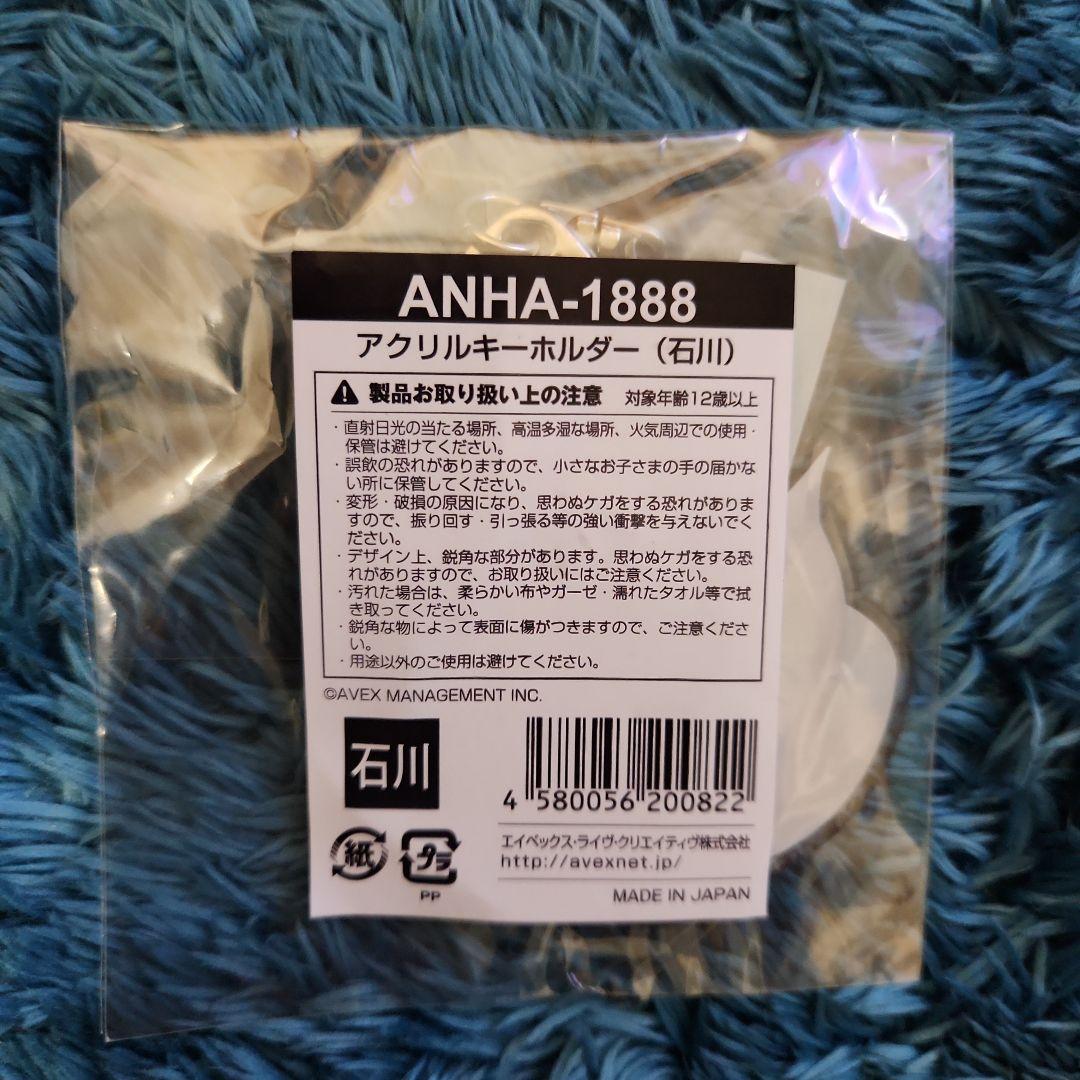 ANHA-1888
アクリルキーホルダー（石川）
製品お取り扱い上の注意 対象年齢12歳以上
・直射日光の当たる場所、高温多湿な場所、火気周辺での使用・
保管は避けてください。
・誤飲の恐れがありますので、小さなお子さまの手の届かな
い所に保管してください。
・変形・破損の原因になり、思わぬケガをする恐れがありま
すので、振り回す・引っ張る等の強い衝撃を与えないでく
ださい。
・デザイン上、鋭角な部分があります。思わぬケガをする恐
れがありますので、お取り扱いにはご注意ください。
・汚れた場合は、柔らかい布やガーゼ・濡れたタオル等で拭
き取ってください。
・鋭角な物によって表面に傷がつきますので、ご注意くださ
い。
・用途以外のご使用は避けてください。
©AVEX MANAGEMENT INC.
石川
4 580056 200822
紙
プラ
PP
エイベックス・ライヴ・クリエイティヴ株式会社
http://avexnet.jp/
MADE IN JAPAN